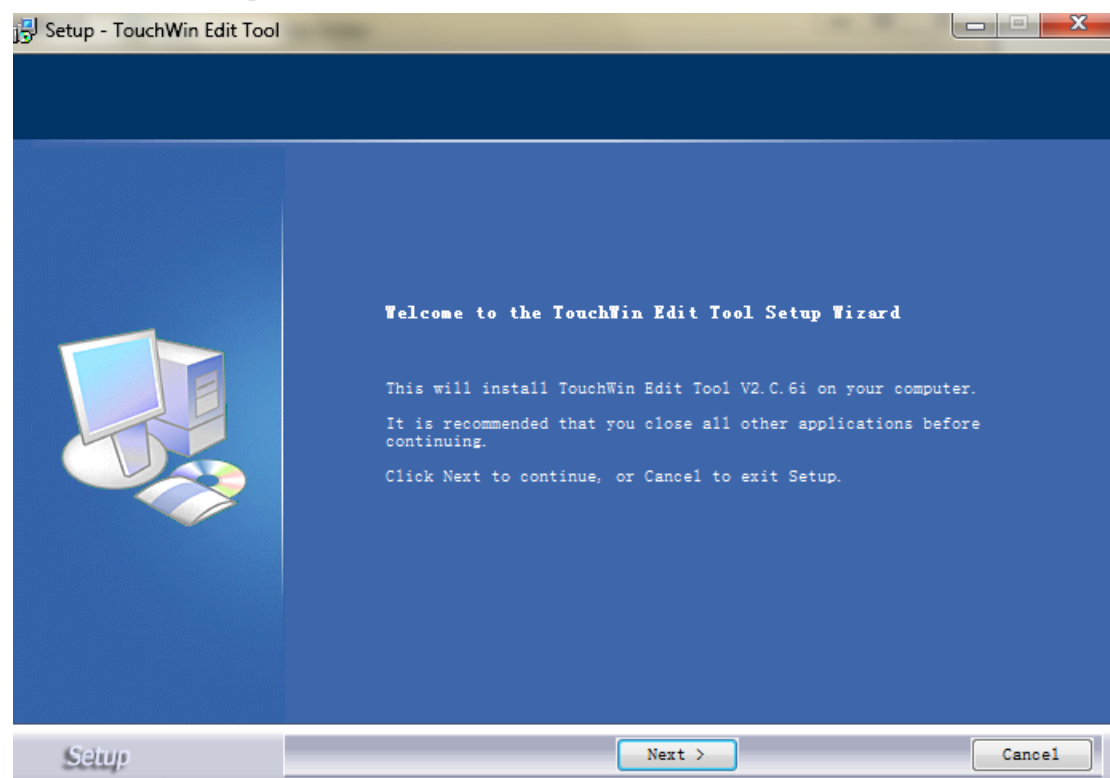 Setup - TouchWin Edit Tool
Welcome to the TouchWin Edit Tool Setup Wizard
This will install TouchWin Edit Tool V2.C.6i on your computer.
It is recommended that you close all other applications before
continuing.
Click Next to continue, or Cancel to exit Setup.
Setup
Next >
Cancel